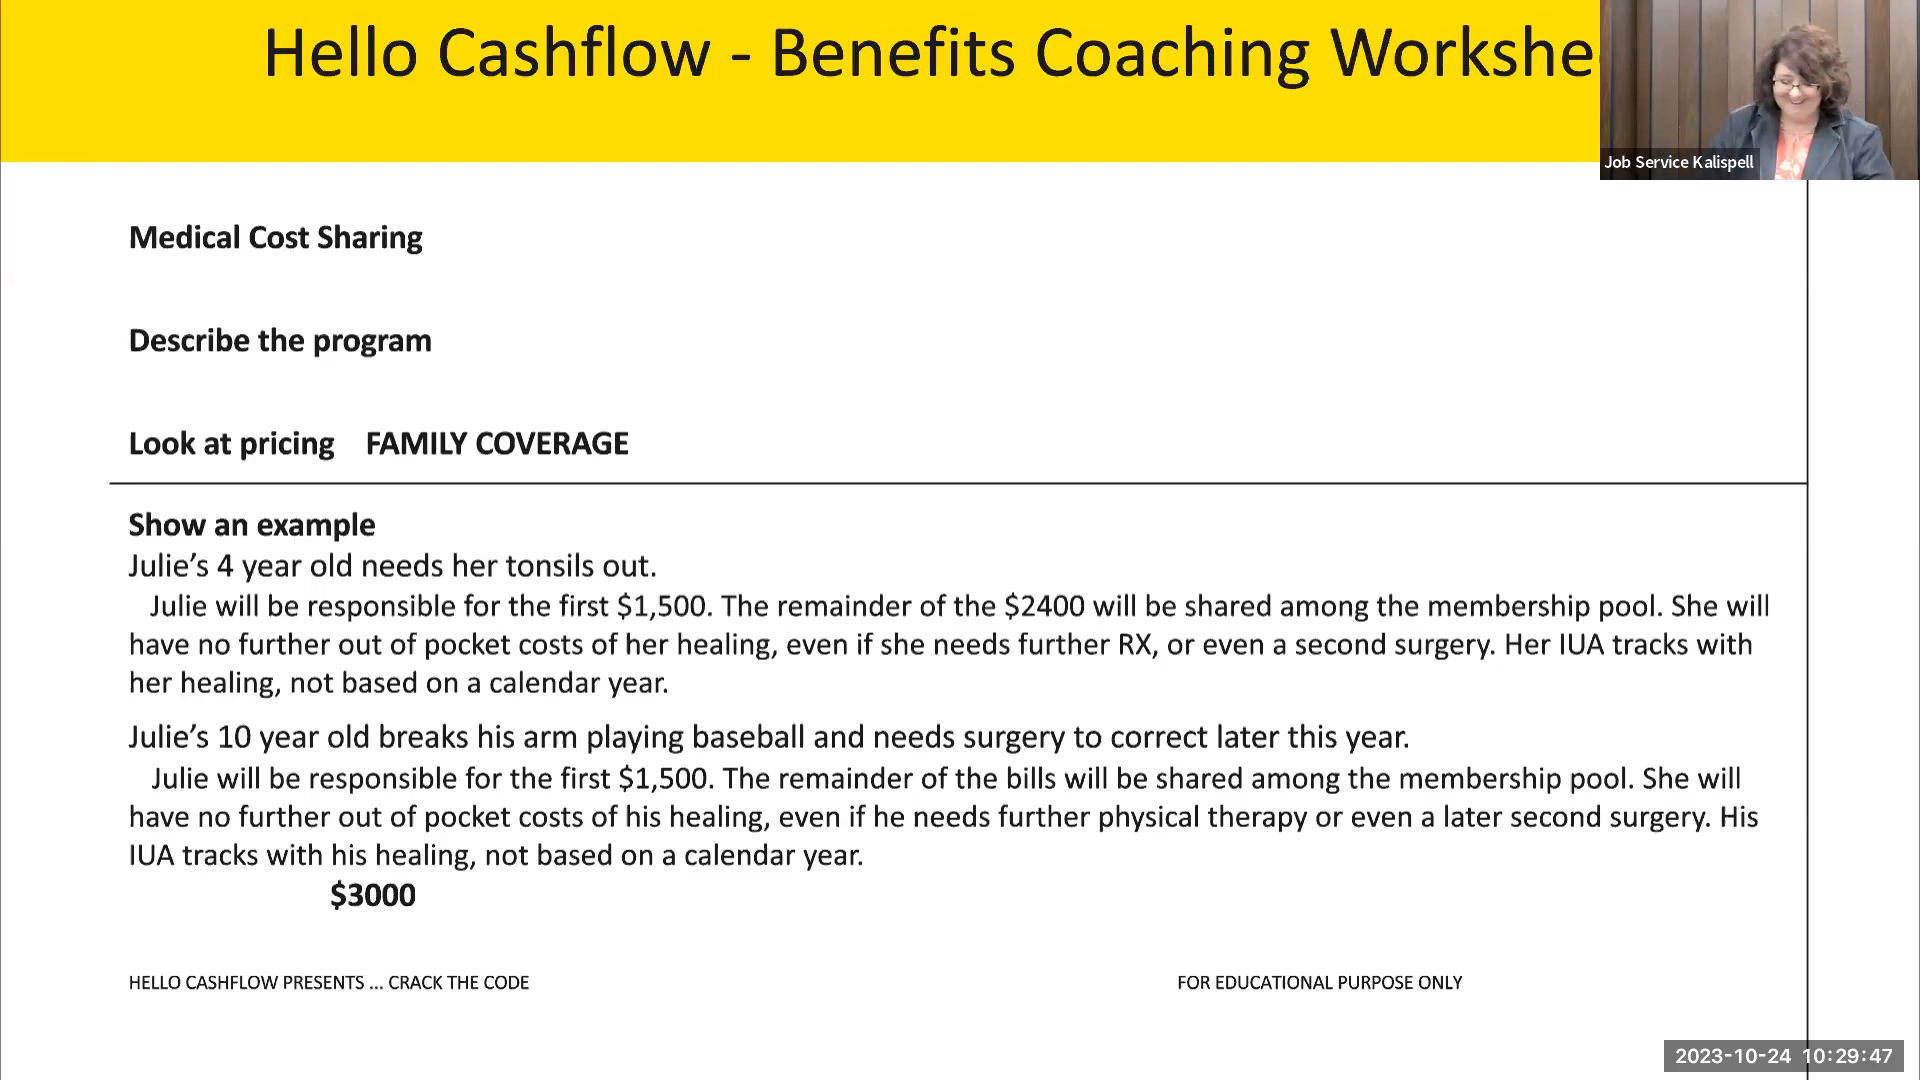 Hello Cashflow - Benefits Coaching Workshe
Job Service Kalispell
Medical Cost Sharing
Describe the program
Look at pricing FAMILY COVERAGE
Show an example
Julie’s 4 year old needs her tonsils out.
Julie will be responsible for the first $1,500. The remainder of the $2400 will be shared among the membership pool. She will
have no further out of pocket costs of her healing, even if she needs further RX, or even a second surgery. Her IUA tracks with
her healing, not based on a calendar year.
Julie’s 10 year old breaks his arm playing baseball and needs surgery to correct later this year.
Julie will be responsible for the first $1,500. The remainder of the bills will be shared among the membership pool. She will
have no further out of pocket costs of his healing, even if he needs further physical therapy or even a later second surgery. His
IUA tracks with his healing, not based on a calendar year.
$3000
HELLO CASHFLOW PRESENTS ... CRACK THE CODE
FOR EDUCATIONAL PURPOSE ONLY
2023-10-24 10:29:47